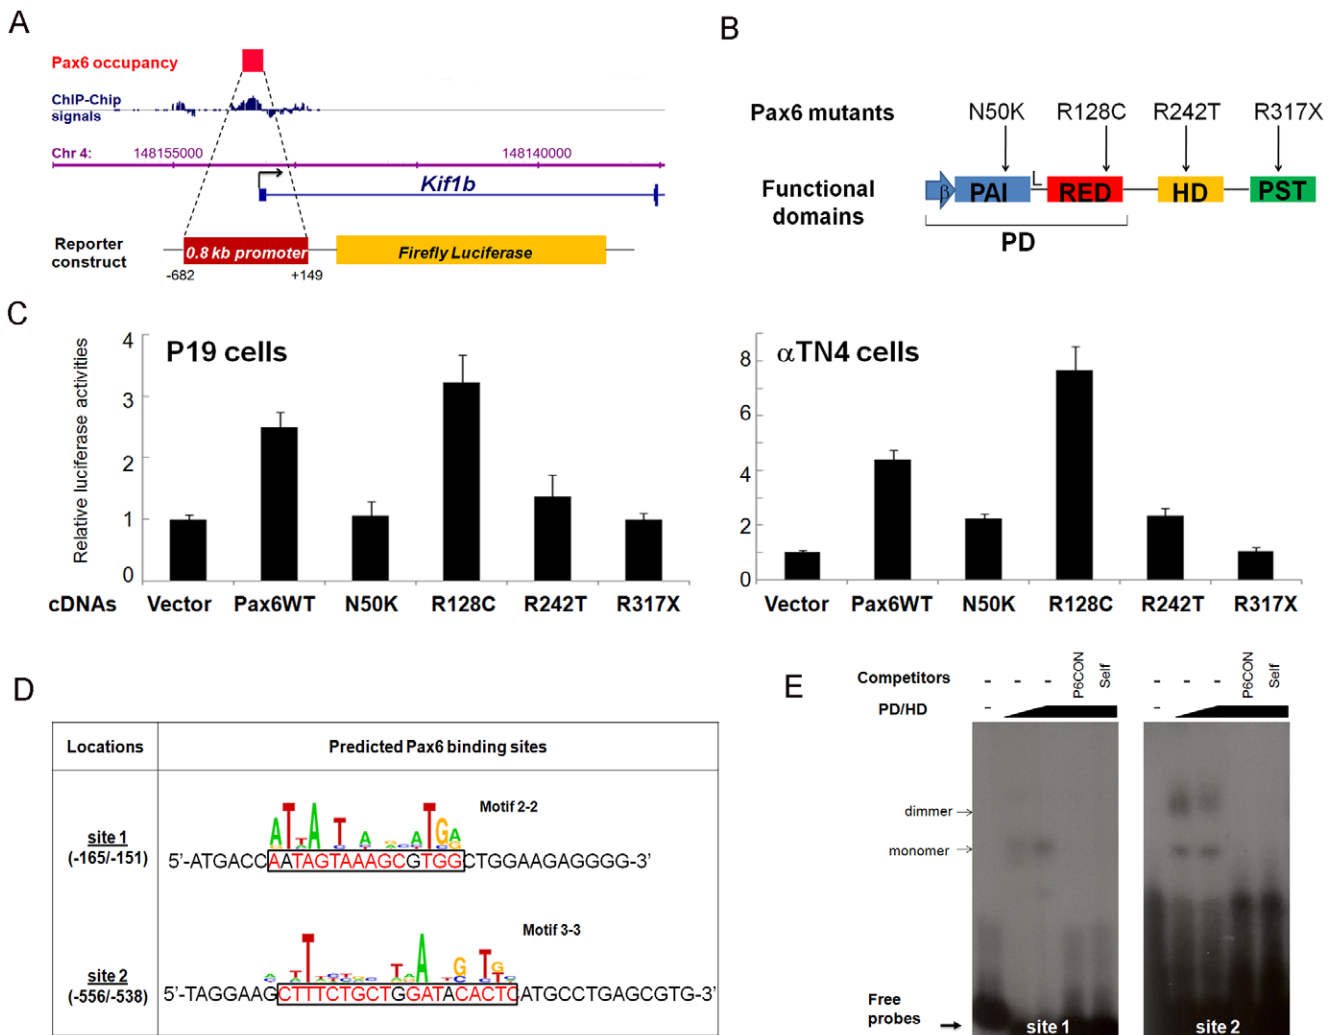 A
Pax6 occupancy
ChIP-Chip
signals
Chr 4: 148155000 148140000
Kif1b
Reporter
construct
0.8 kb promoter
Firefly Luciferase
-682 +149
B
Pax6 mutants N50K R128C R242T R317X
Functional
domains
β PAI L RED HD PST
PD
C
Relative luciferase activities
P19 cells
4
3
2
1
0
cDNAs Vector Pax6WT N50K R128C R242T R317X
αTN4 cells
8
6
4
2
0
Vector Pax6WT N50K R128C R242T R317X
D
Locations Predicted Pax6 binding sites
site 1
(-165/-151)
Motif 2-2
5'-ATGACCAATAGTAAAGCGTGGCTGGAAGAGGGG-3'
site 2
(-556/-538)
Motif 3-3
5'-TAGGAAGCTTTCTGCTGGATACACTCATGCCTGAGCGTG-3'
E
Competitors - - - P6CON Self - - - P6CON Self
PD/HD - -
dimmer
monomer
Free
probes
site 1 site 2